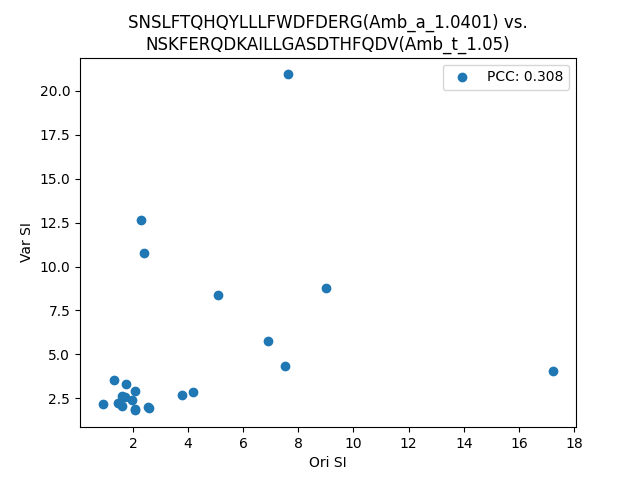 SNSLFTQHQYLLLFWDFDERG(Amb_a_1.0401) vs.
NSKFERQDKAILLGASDTHFQDV(Amb_t_1.05)
PCC: 0.308
20.0
17.5
15.0
12.5
10.0
7.5
5.0
2.5
Var SI
2 4 6 8 10 12 14 16 18
Ori SI